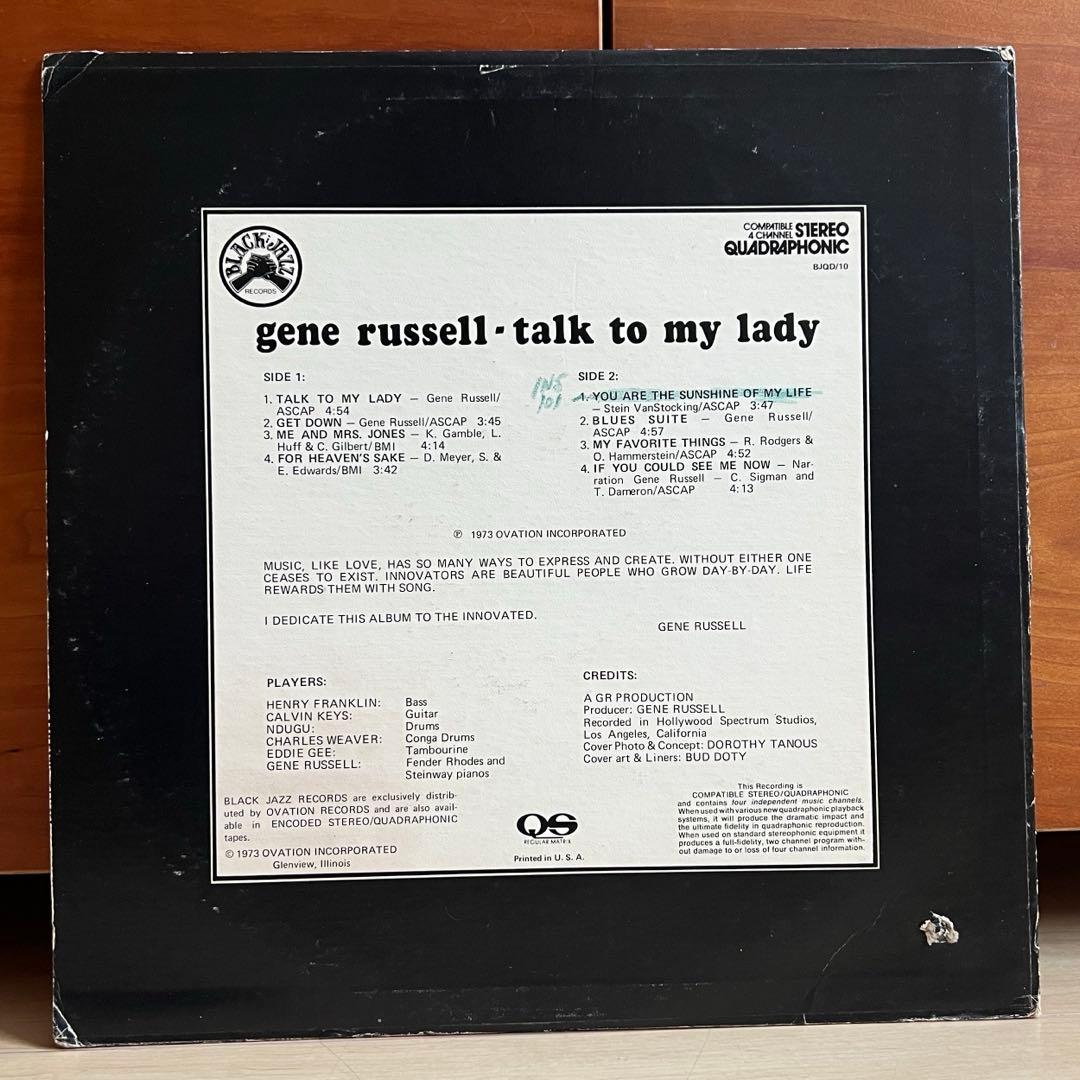 BLACK JAZZ
RECORDS
COMPATIBLE
4 CHANNEL STEREO
QUADRAPHONIC
BJQD/10
gene russell - talk to my lady
SIDE 1:
1. TALK TO MY LADY — Gene Russell/
ASCAP 4:54
2. GET DOWN — Gene Russell/ASCAP 3:45
3. ME AND MRS. JONES — K. Gamble, L.
Huff & C. Gilbert/BMI 4:14
4. FOR HEAVEN'S SAKE — D. Meyer, S. &
E. Edwards/BMI 3:42
INS
101
SIDE 2:
1. YOU ARE THE SUNSHINE OF MY LIFE
— Stein VanStocking/ASCAP 3:47
2. BLUES SUITE — Gene Russell/
ASCAP 4:57
3. MY FAVORITE THINGS — R. Rodgers &
O. Hammerstein/ASCAP 4:52
4. IF YOU COULD SEE ME NOW — Nar-
rration Gene Russell — C. Sigman and
T. Dameron/ASCAP 4:13
℗ 1973 OVATION INCORPORATED
MUSIC, LIKE LOVE, HAS SO MANY WAYS TO EXPRESS AND CREATE. WITHOUT EITHER ONE
CEASES TO EXIST. INNOVATORS ARE BEAUTIFUL PEOPLE WHO GROW DAY-BY-DAY. LIFE
REWARDS THEM WITH SONG.
I DEDICATE THIS ALBUM TO THE INNOVATED.
GENE RUSSELL
PLAYERS:
HENRY FRANKLIN: Bass
CALVIN KEYS: Guitar
NDUGU: Drums
CHARLES WEAVER: Conga Drums
EDDIE GEE: Tambourine
GENE RUSSELL: Fender Rhodes and
Steinway pianos
CREDITS:
A GR PRODUCTION
Producer: GENE RUSSELL
Recorded in Hollywood Spectrum Studios,
Los Angeles, California
Cover Photo & Concept: DOROTHY TANOUS
Cover art & Liners: BUD DOTY
BLACK JAZZ RECORDS are exclusively distrib-
uted by OVATION RECORDS and are also avail-
able in ENCODED STEREO/QUADRAPHONIC
tapes.
© 1973 OVATION INCORPORATED
Glenview, Illinois
QS
REGULAR MATRIX
Printed in U. S. A.
This Recording is
COMPATIBLE STEREO/QUADRAPHONIC
and contains four independent music channels.
When used with various new quadraphonic playback
systems, it will produce the dramatic impact and
the ultimate fidelity in quadraphonic reproduction.
When used on standard stereophonic equipment it
produces a full-fidelity, two channel program with-
out damage to or loss of four channel information.